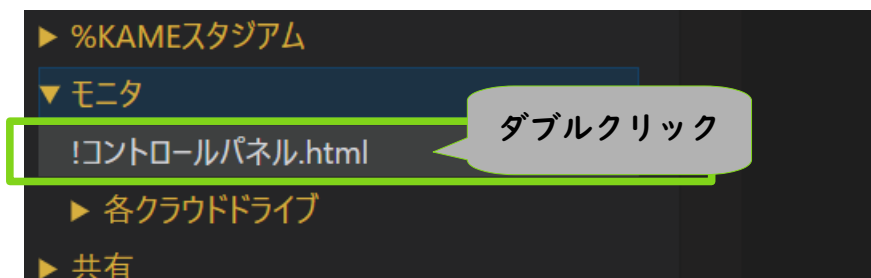 ▶ %KAMEスタジアム
▼ モニタ
ダブルクリック
!コントロールパネル.html
▶ 各クラウドドライブ
▶ 共有